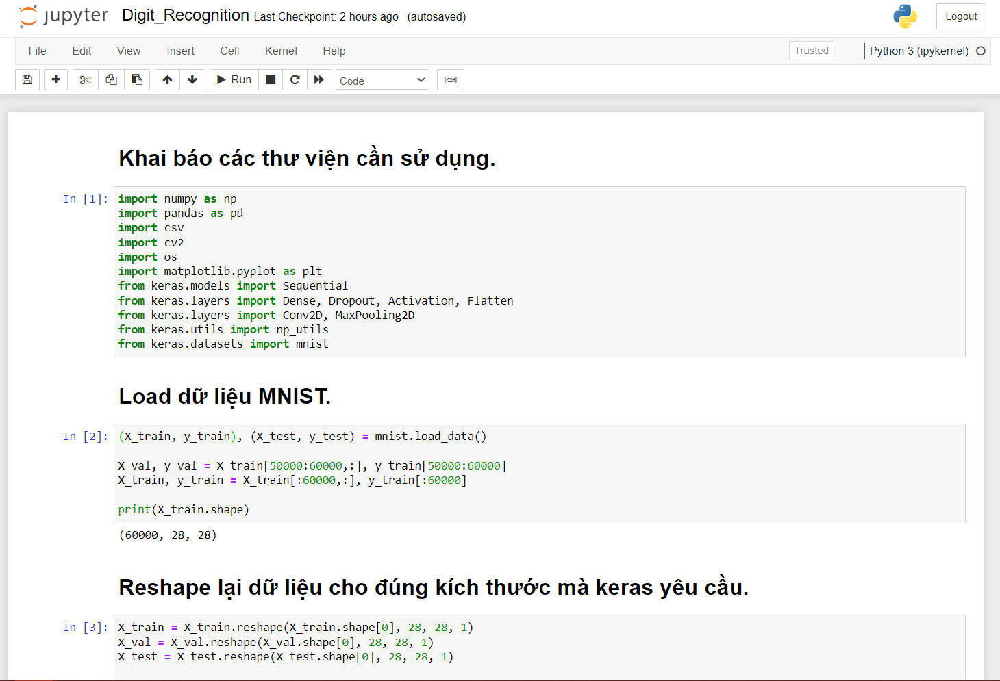 jupyter Digit_Recognition Last Checkpoint: 2 hours ago (autosaved) Logout
File Edit View Insert Cell Kernel Help Trusted Python 3 (ipykernel)
Run Code
Khai báo các thư viện cần sử dụng.
In [1]: import numpy as np
import pandas as pd
import csv
import cv2
import os
import matplotlib.pyplot as plt
from keras.models import Sequential
from keras.layers import Dense, Dropout, Activation, Flatten
from keras.layers import Conv2D, MaxPooling2D
from keras.utils import np_utils
from keras.datasets import mnist
Load dữ liệu MNIST.
In [2]: (X_train, y_train), (X_test, y_test) = mnist.load_data()
X_val, y_val = X_train[50000:60000,:], y_train[50000:60000]
X_train, y_train = X_train[:60000,:], y_train[:60000]
print(X_train.shape)
(60000, 28, 28)
Reshape lại dữ liệu cho đúng kích thước mà keras yêu cầu.
In [3]: X_train = X_train.reshape(X_train.shape[0], 28, 28, 1)
X_val = X_val.reshape(X_val.shape[0], 28, 28, 1)
X_test = X_test.reshape(X_test.shape[0], 28, 28, 1)